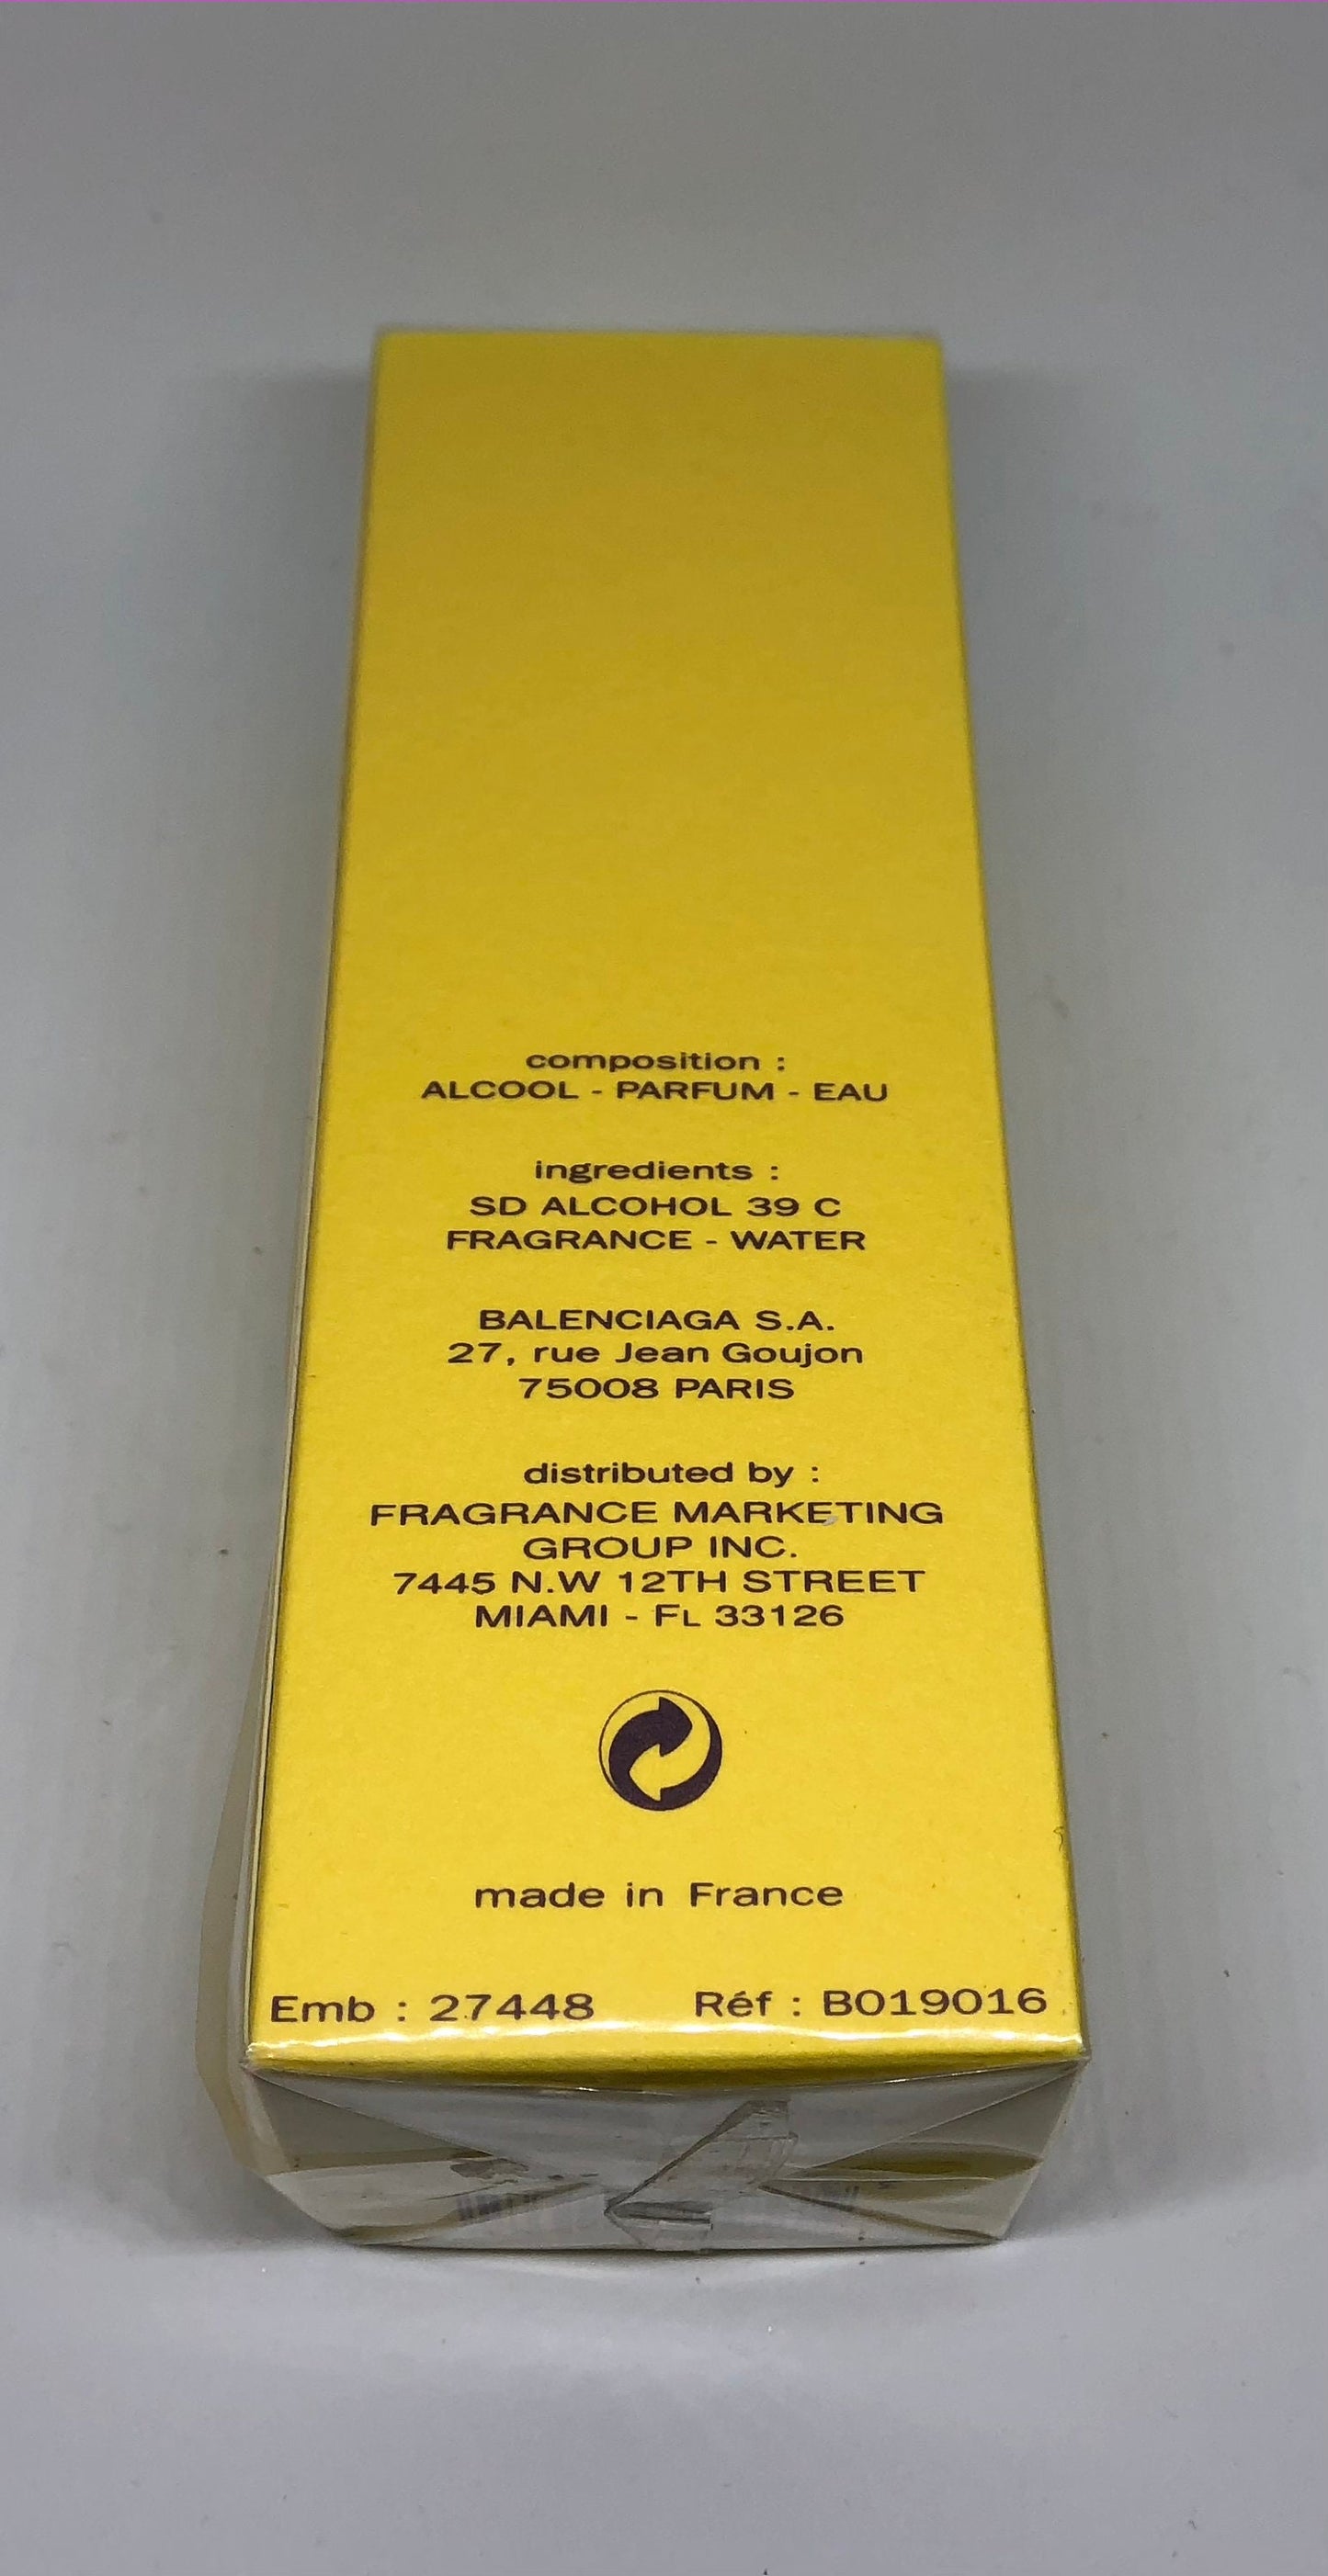 composition :
ALCOOL - PARFUM - EAU
ingredients :
SD ALCOHOL 39 C
FRAGRANCE - WATER
BALENCIAGA S.A.
27, rue Jean Goujon
75008 PARIS
distributed by :
FRAGRANCE MARKETING
GROUP INC.
7445 N.W 12TH STREET
MIAMI - FL 33126
made in France
Emb : 27448 Réf : B019016